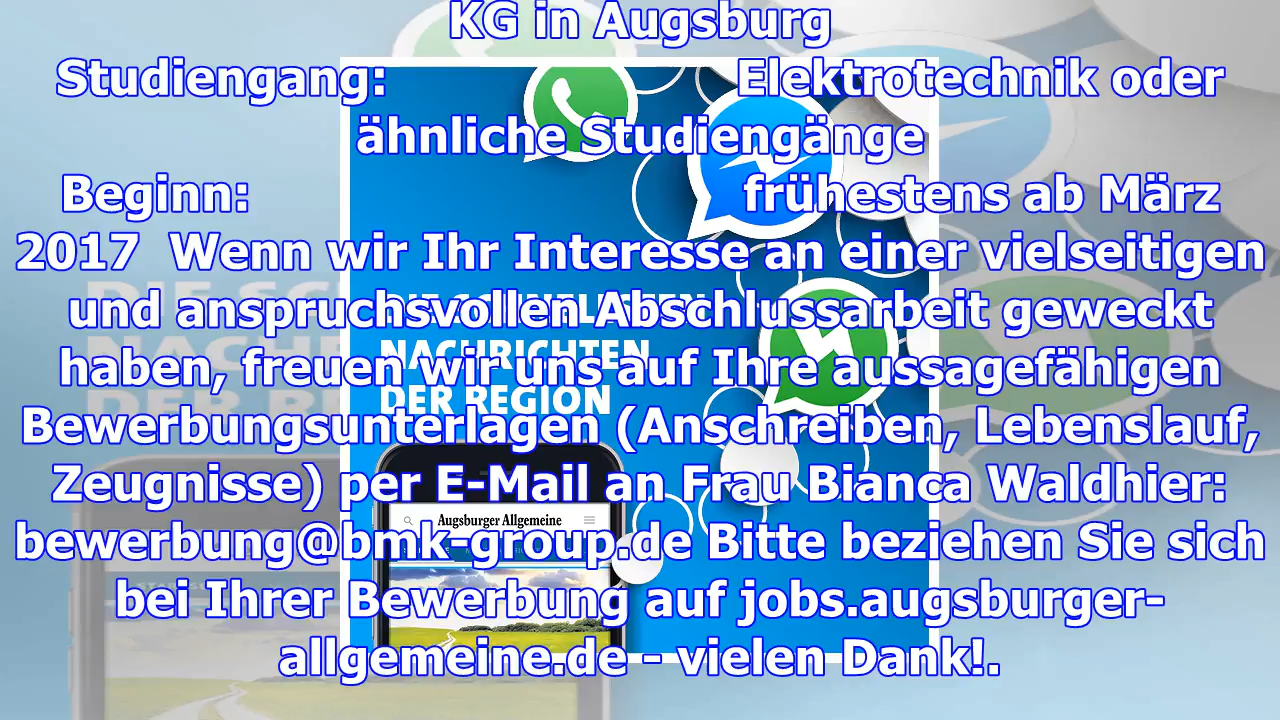 KG in Augsburg
Studiengang: Elektrotechnik oder
ähnliche Studiengänge
Beginn: frühestens ab März
2017 Wenn wir Ihr Interesse an einer vielseitigen
und anspruchsvollen Abschlussarbeit geweckt
haben, freuen wir uns auf Ihre aussagefähigen
Bewerbungsunterlagen (Anschreiben, Lebenslauf,
Zeugnisse) per E-Mail an Frau Bianca Waldhier:
bewerbung@bmk-group.de Bitte beziehen Sie sich
bei Ihrer Bewerbung auf jobs.augsburger-
allgemeine.de - vielen Dank!.
NACHRICHTEN
DER REGION
Augsburger Allgemeine